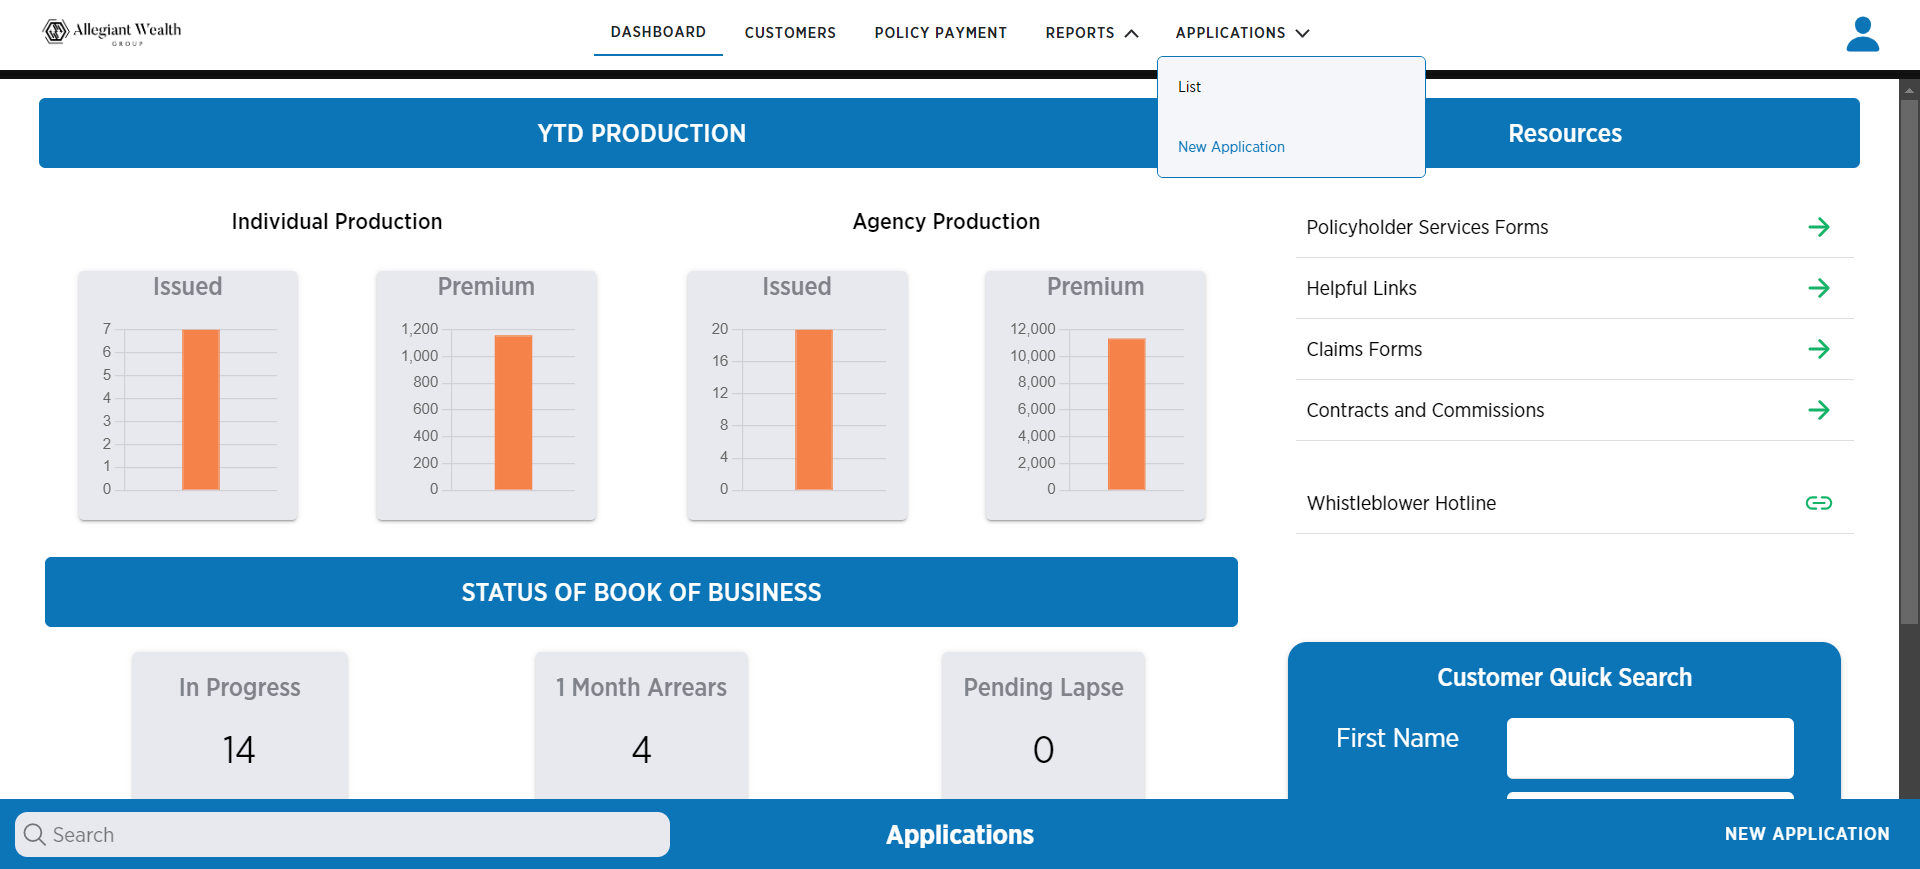 Allegiant Wealth
GROUP
DASHBOARD
CUSTOMERS
POLICY PAYMENT
REPORTS
APPLICATIONS
List
New Application
YTD PRODUCTION
Resources
Individual Production
Agency Production
Issued
7
6
5
4
3
2
1
0
Premium
1,200
1,000
800
600
400
200
0
Issued
20
16
12
8
4
0
Premium
12,000
10,000
8,000
6,000
4,000
2,000
0
Policyholder Services Forms
Helpful Links
Claims Forms
Contracts and Commissions
Whistleblower Hotline
STATUS OF BOOK OF BUSINESS
In Progress
14
1 Month Arrears
4
Pending Lapse
0
Customer Quick Search
First Name
Search
Applications
NEW APPLICATION